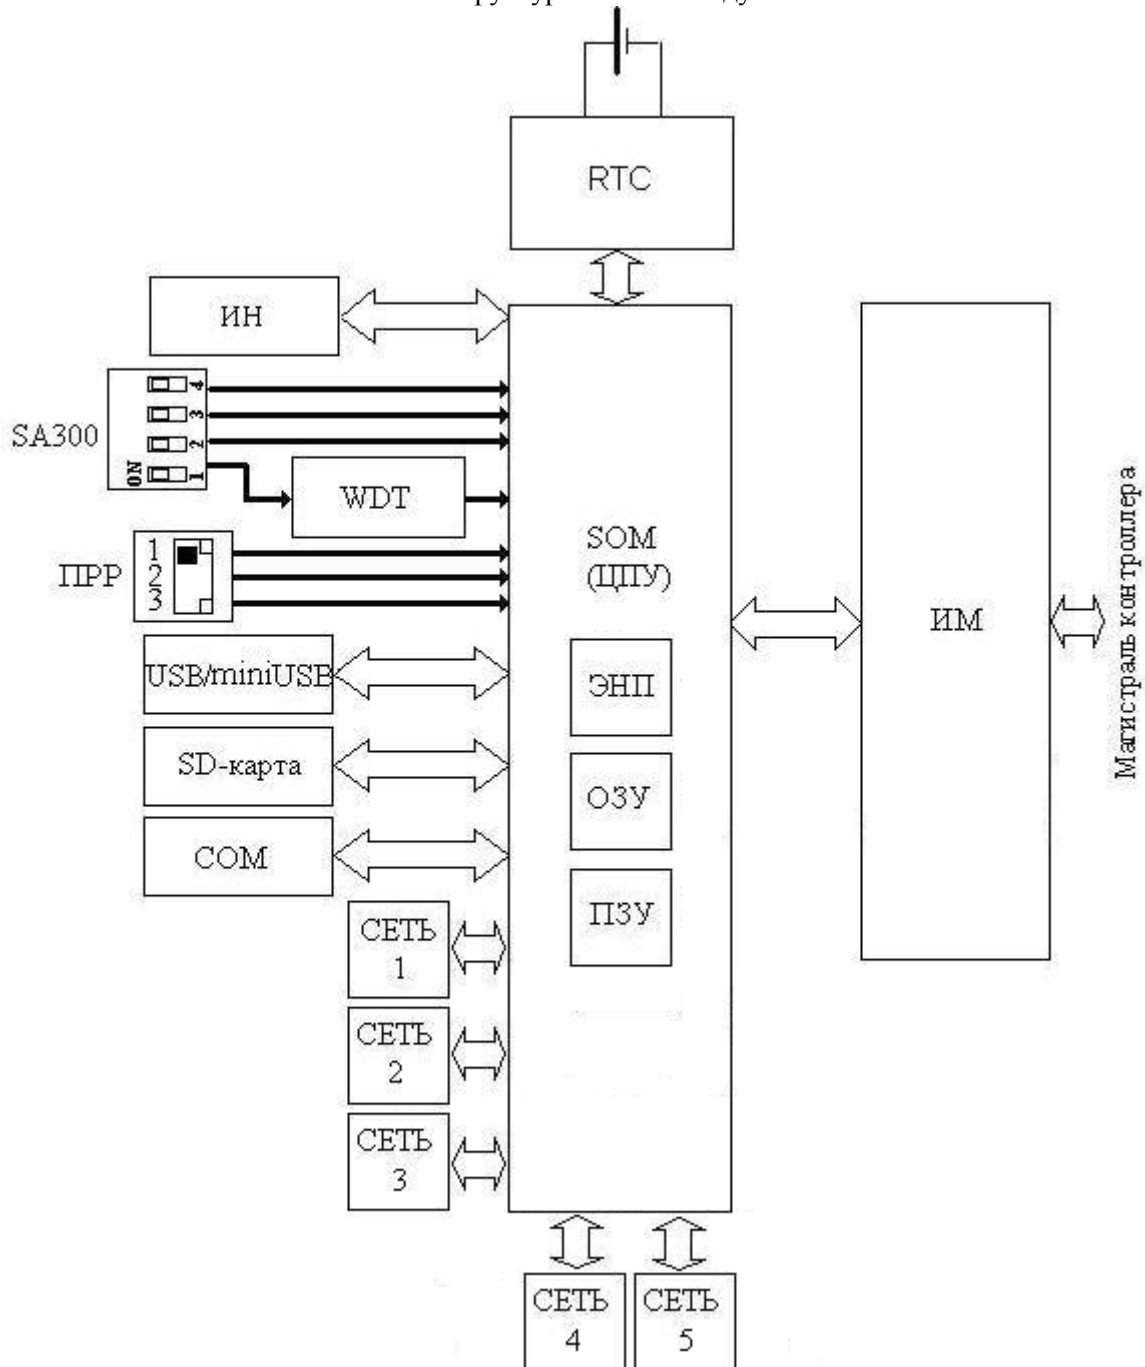 RTC
ИН
SA300
4
3
2
1
ON
WDT
ПРР
1
2
3
SOM
(ЦПУ)
ИМ
Магистраль контроллера
USB/miniUSB
ЭНП
SD-карта
ОЗУ
COM
ПЗУ
СЕТЬ
1
СЕТЬ
2
СЕТЬ
3
СЕТЬ
4
СЕТЬ
5